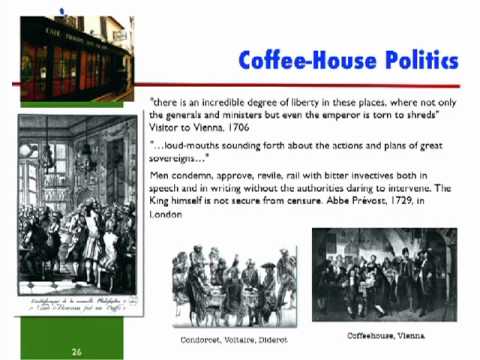 Coffee-House Politics
"there is an incredible degree of liberty in these places, where not only
the generals and ministers but even the emperor is torn to shreds"
Visitor to Vienna, 1706
"…loud-mouths sounding forth about the actions and plans of great
sovereigns…"
Men condemn, approve, revile, rail with bitter invectives both in
speech and in writing without the authorities daring to intervene. The
King himself is not secure from censure. Abbe Prévost, 1729, in
London
Condorcet, Voltaire, Diderot
Coffeehouse, Vienna
26